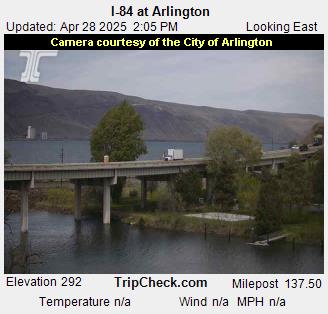 I-84 at Arlington
Updated: Apr 28 2025 2:05 PM Looking East
Camera courtesy of the City of Arlington
Elevation 292 TripCheck.com Milepost 137.50
Temperature n/a Wind n/a MPH n/a